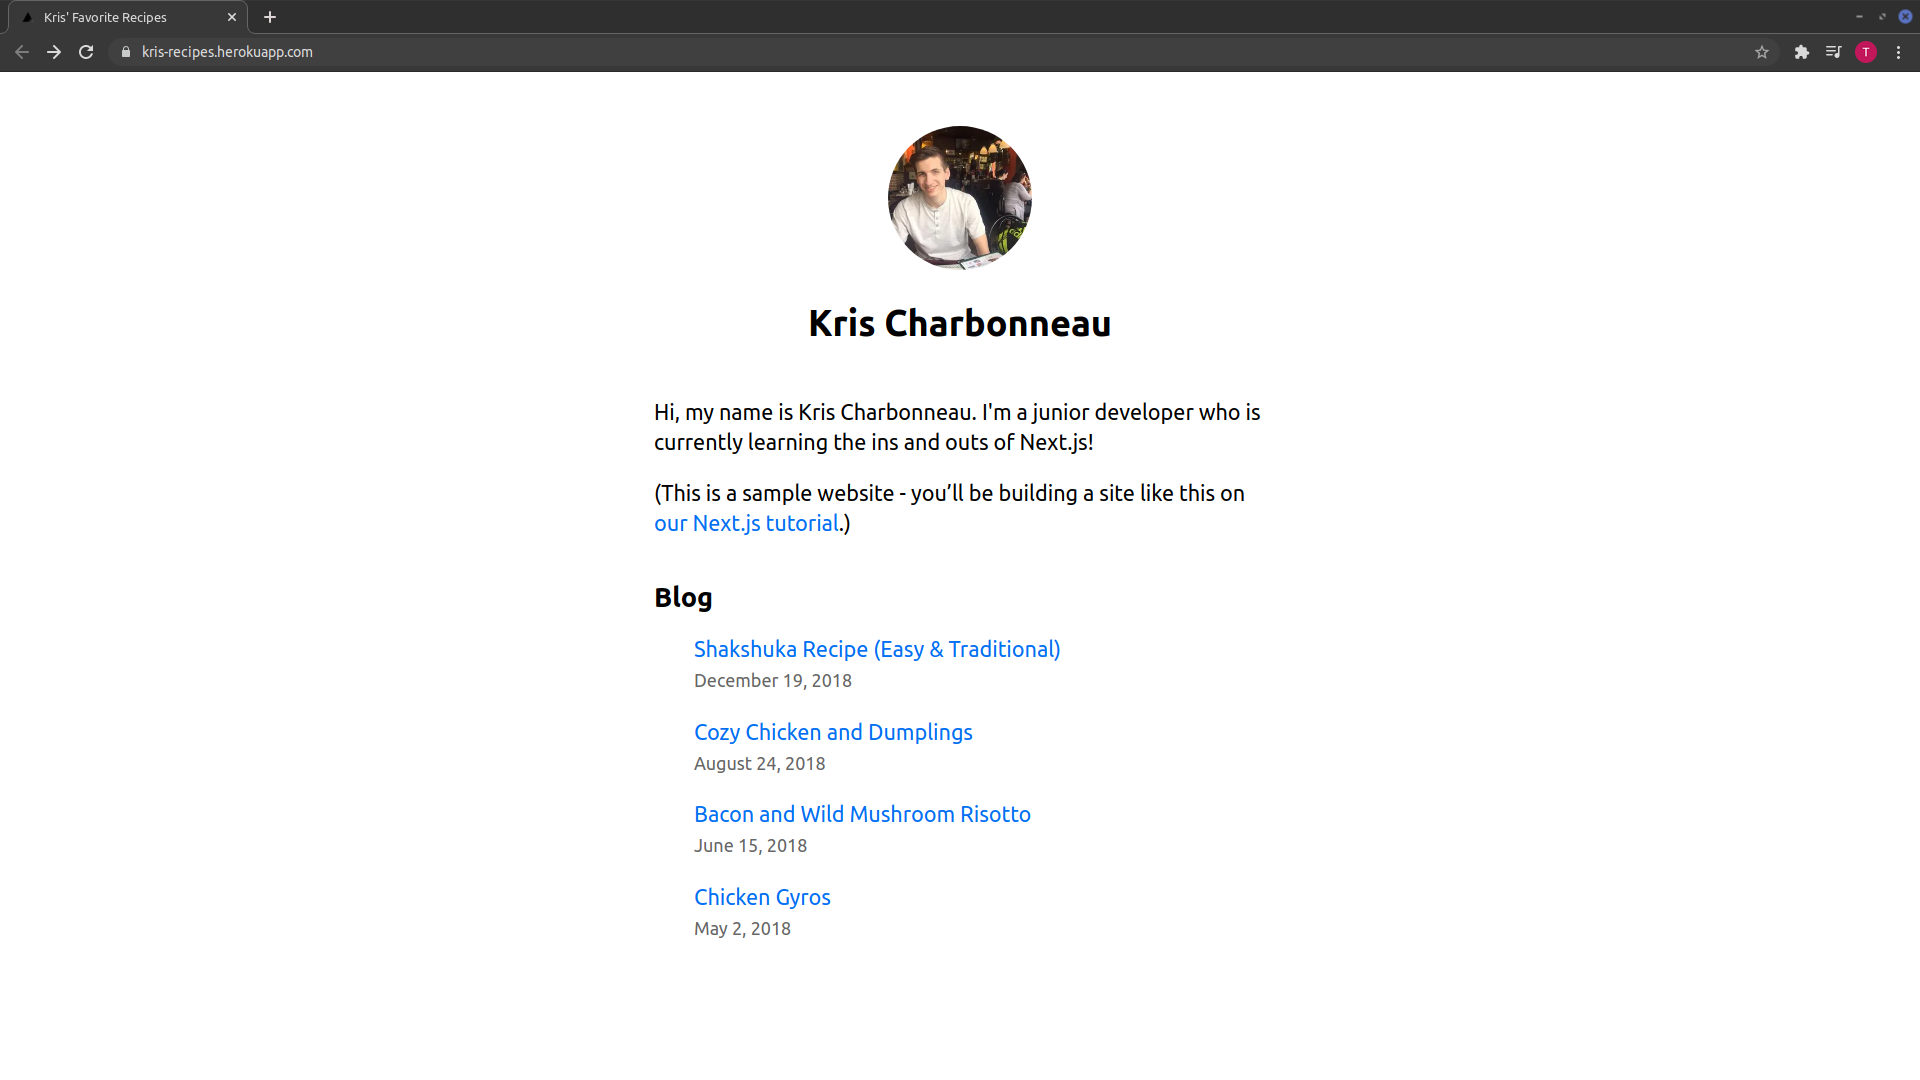 Kris' Favorite Recipes
kris-recipes.herokuapp.com
T
Kris Charbonneau
Hi, my name is Kris Charbonneau. I'm a junior developer who is
currently learning the ins and outs of Next.js!
(This is a sample website - you’ll be building a site like this on
our Next.js tutorial.)
Blog
Shakshuka Recipe (Easy & Traditional)
December 19, 2018
Cozy Chicken and Dumplings
August 24, 2018
Bacon and Wild Mushroom Risotto
June 15, 2018
Chicken Gyros
May 2, 2018